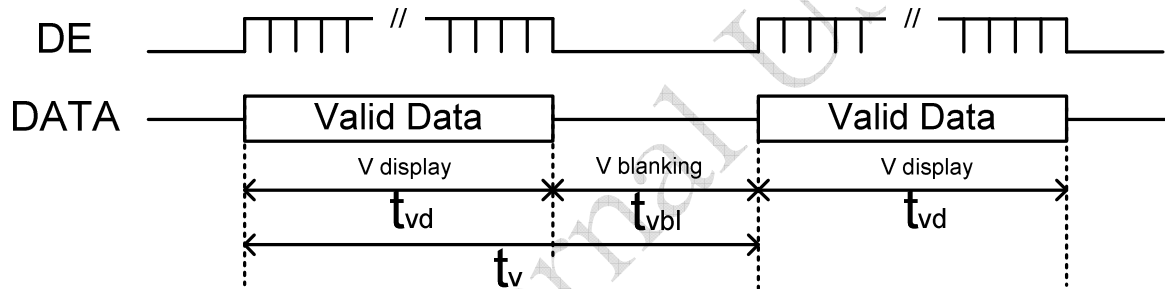 DE // //
DATA Valid Data Valid Data
V display V blanking V display
tvd tvbl tvd
tv